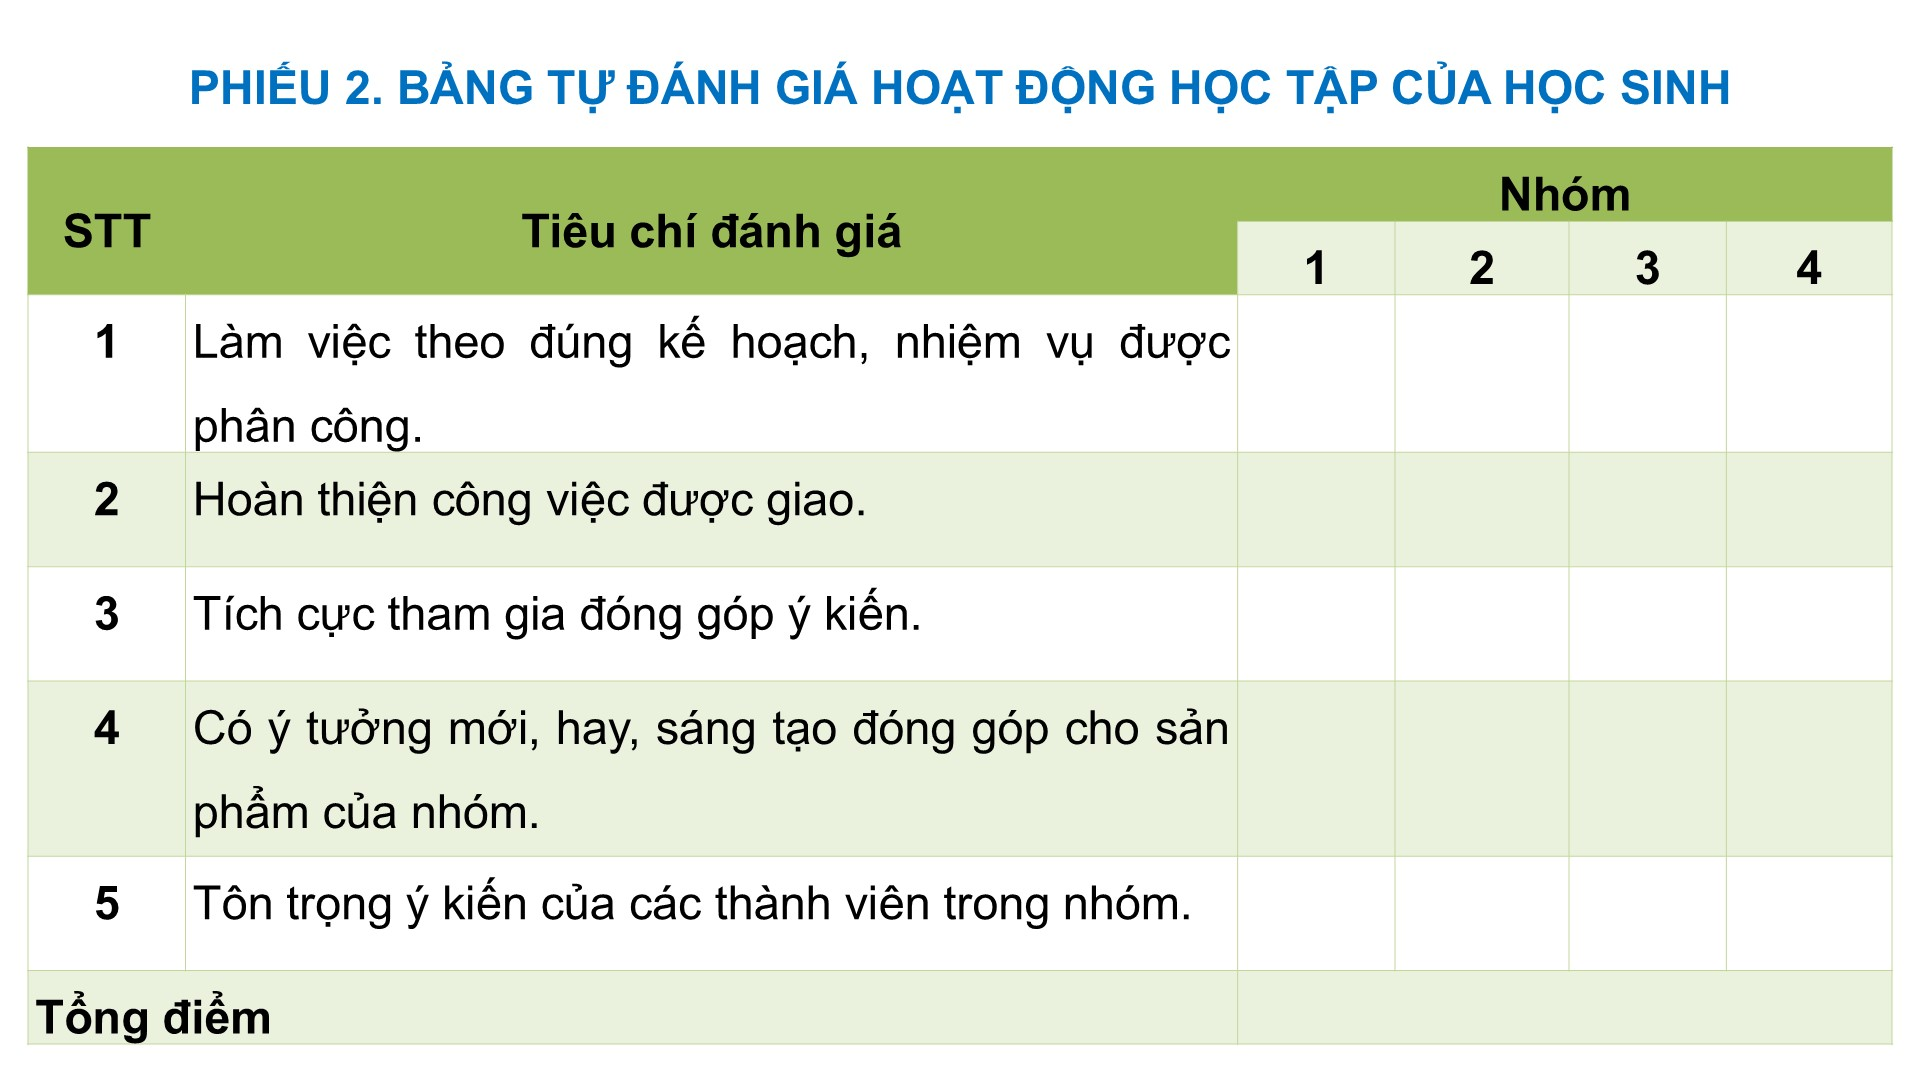 PHIẾU 2. BẢNG TỰ ĐÁNH GIÁ HOẠT ĐỘNG HỌC TẬP CỦA HỌC SINH
STT
Tiêu chí đánh giá
Nhóm
1
2
3
4
1
Làm việc theo đúng kế hoạch, nhiệm vụ được
phân công.
2
Hoàn thiện công việc được giao.
3
Tích cực tham gia đóng góp ý kiến.
4
Có ý tưởng mới, hay, sáng tạo đóng góp cho sản
phẩm của nhóm.
5
Tôn trọng ý kiến của các thành viên trong nhóm.
Tổng điểm